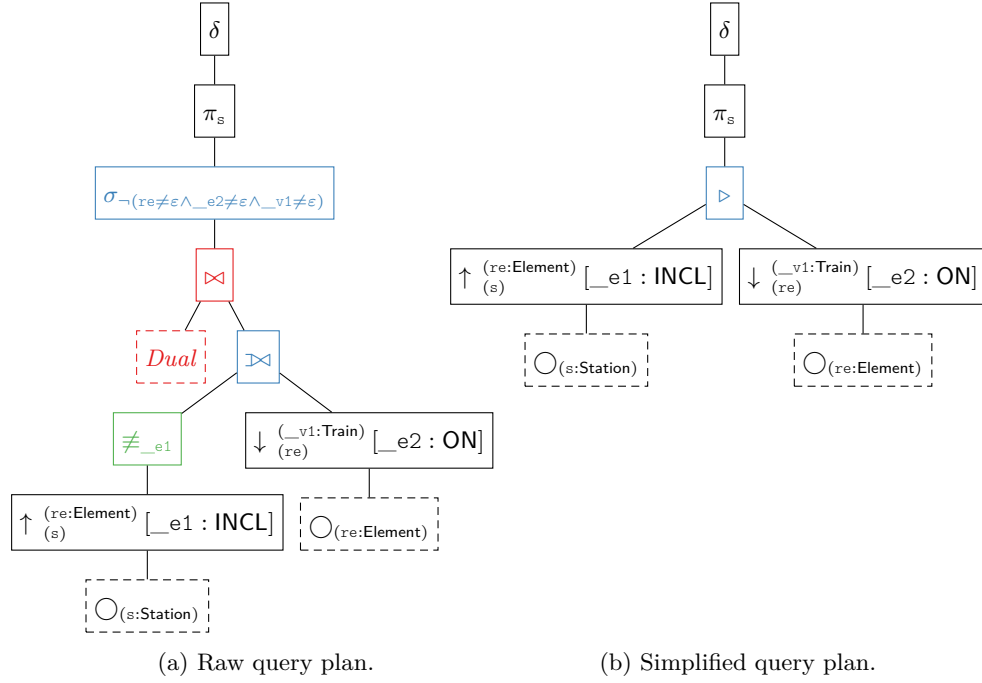 δ
π_s
σ_¬(re≠ε∧__e2≠ε∧__v1≠ε)
⋈
Dual
⟕
≢__e1
↓ (__v1:Train) (re) [__e2 : ON]
↑ (re:Element) (s) [__e1 : INCL]
○(re:Element)
○(s:Station)
(a) Raw query plan.
δ
π_s
▷
↑ (re:Element) (s) [__e1 : INCL]
↓ (__v1:Train) (re) [__e2 : ON]
○(s:Station)
○(re:Element)
(b) Simplified query plan.